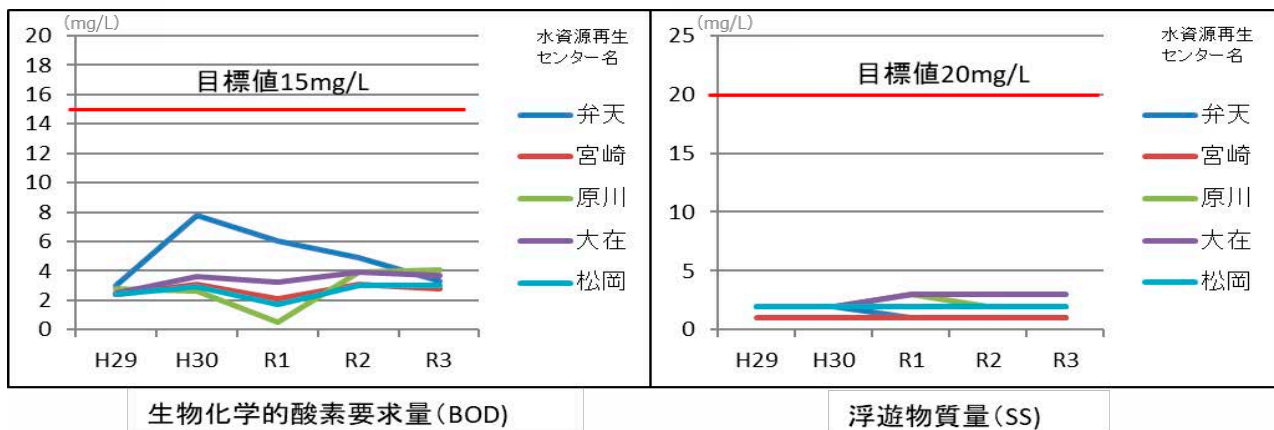 (mg/L)
20
18
16
14
12
10
8
6
4
2
0
目標値15mg/L
水資源再生
センター名
弁天
宮崎
原川
大在
松岡
H29 H30 R1 R2 R3
生物化学的酸素要求量(BOD)
(mg/L)
25
20
15
10
5
0
目標値20mg/L
水資源再生
センター名
弁天
宮崎
原川
大在
松岡
H29 H30 R1 R2 R3
浮遊物質量(SS)